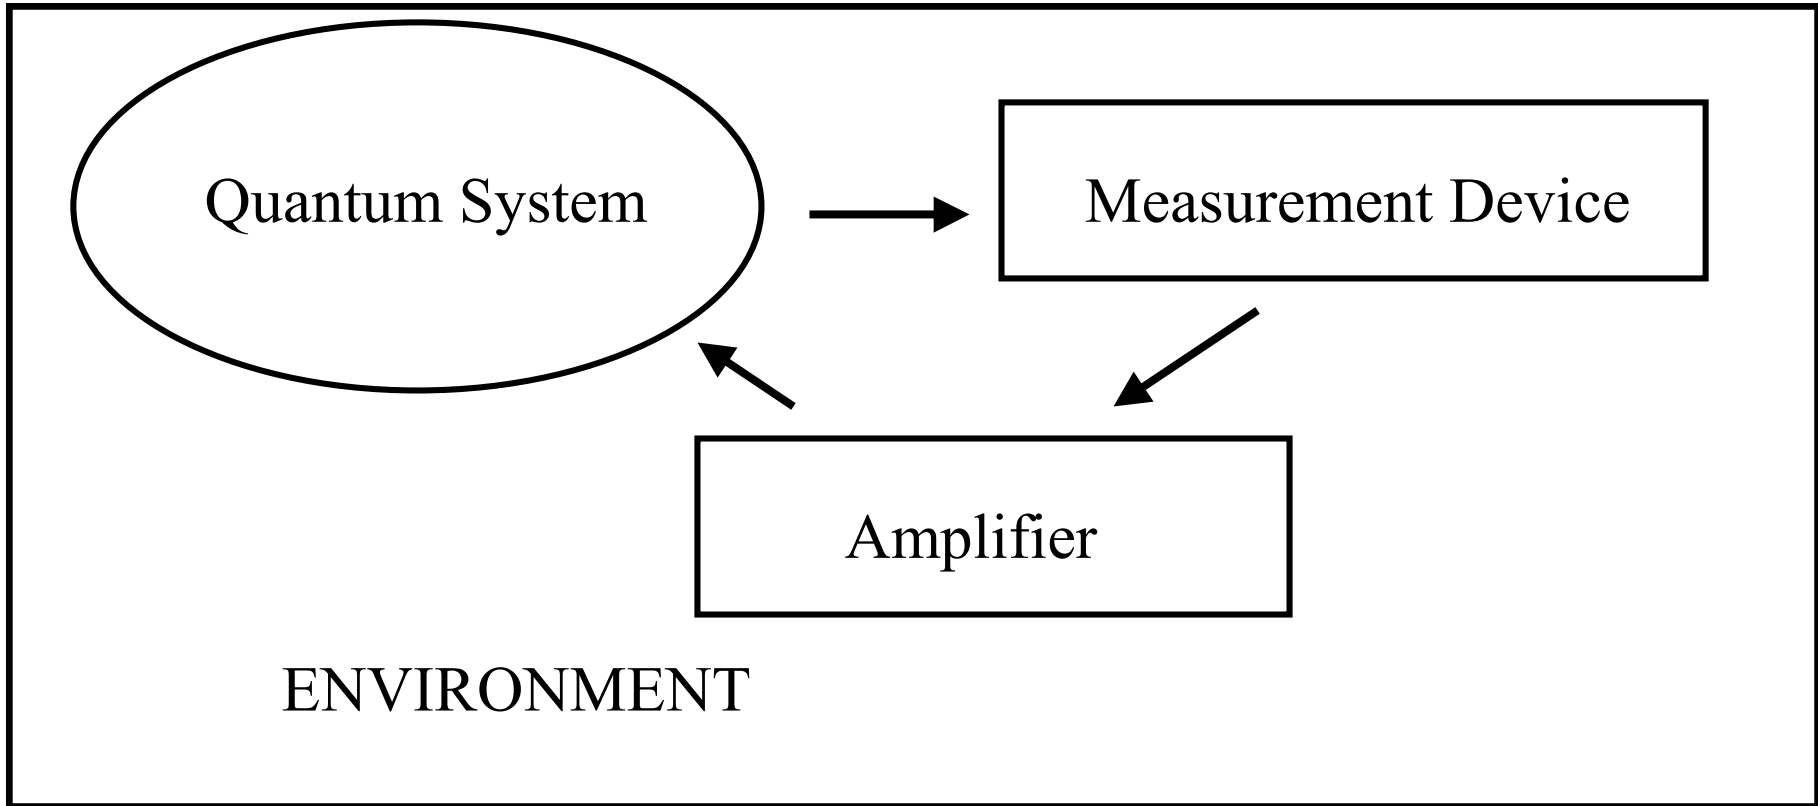 Quantum System
Measurement Device
Amplifier
ENVIRONMENT